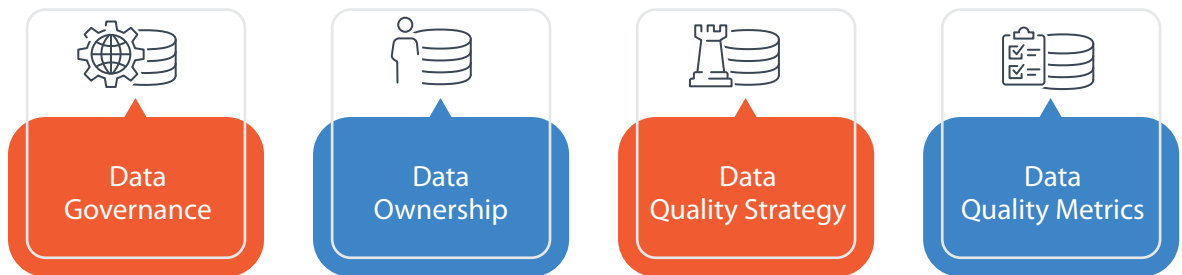 Data
Governance
Data
Ownership
Data
Quality Strategy
Data
Quality Metrics